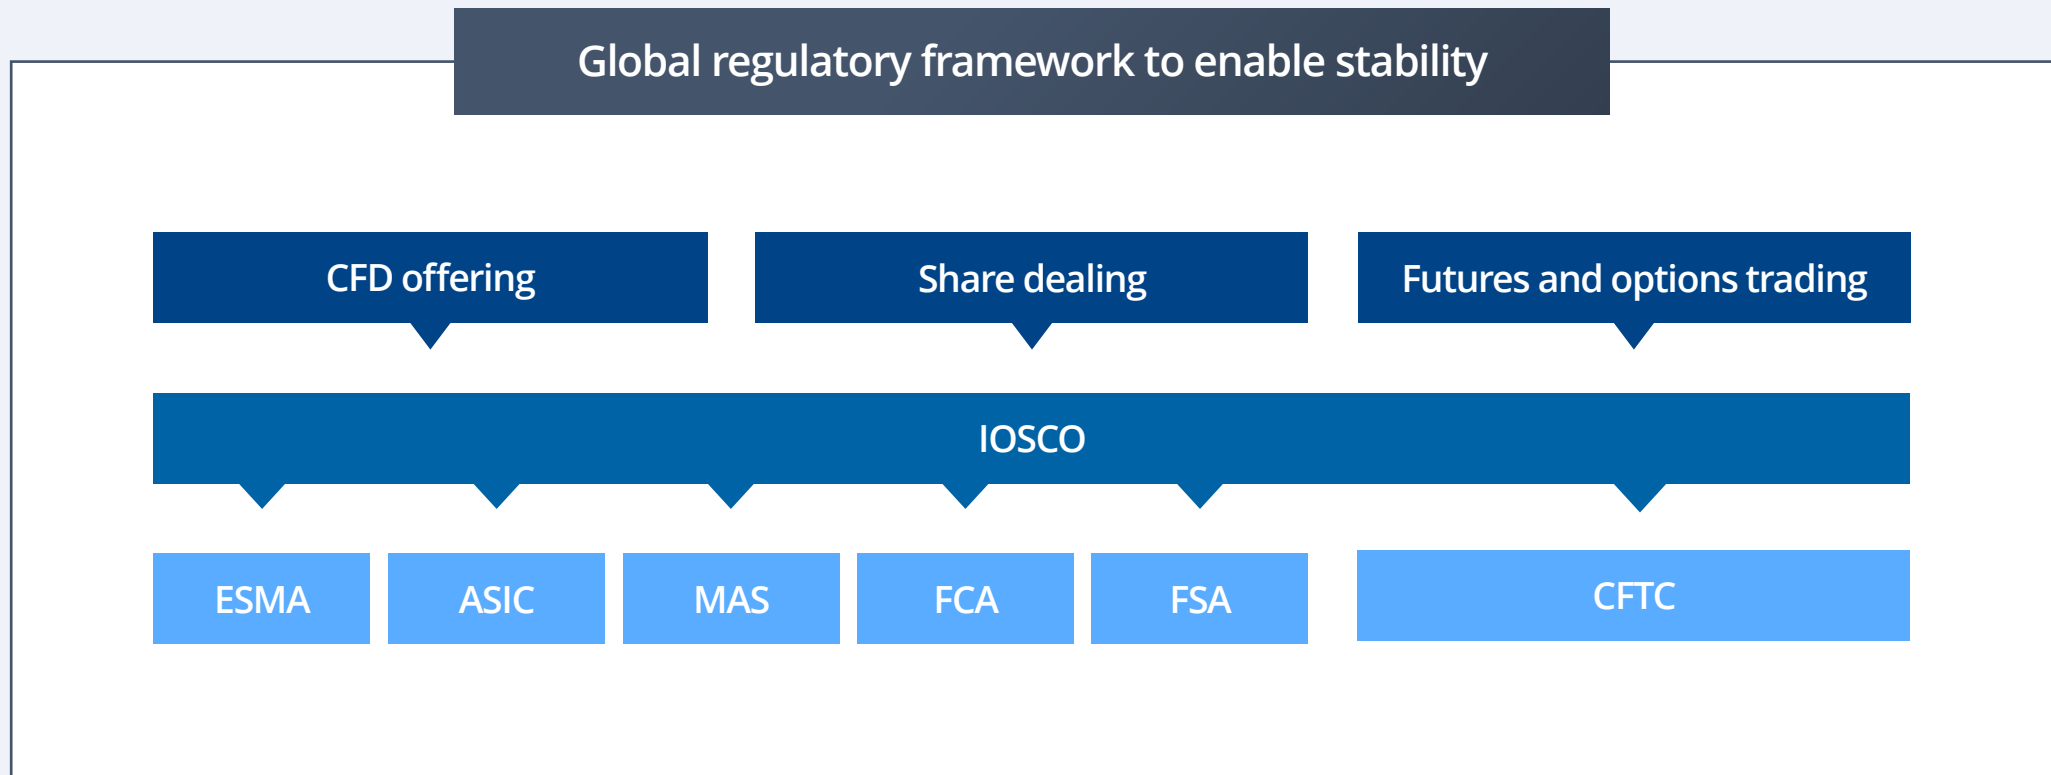 Global regulatory framework to enable stability
CFD offering
Share dealing
Futures and options trading
IOSCO
ESMA
ASIC
MAS
FCA
FSA
CFTC